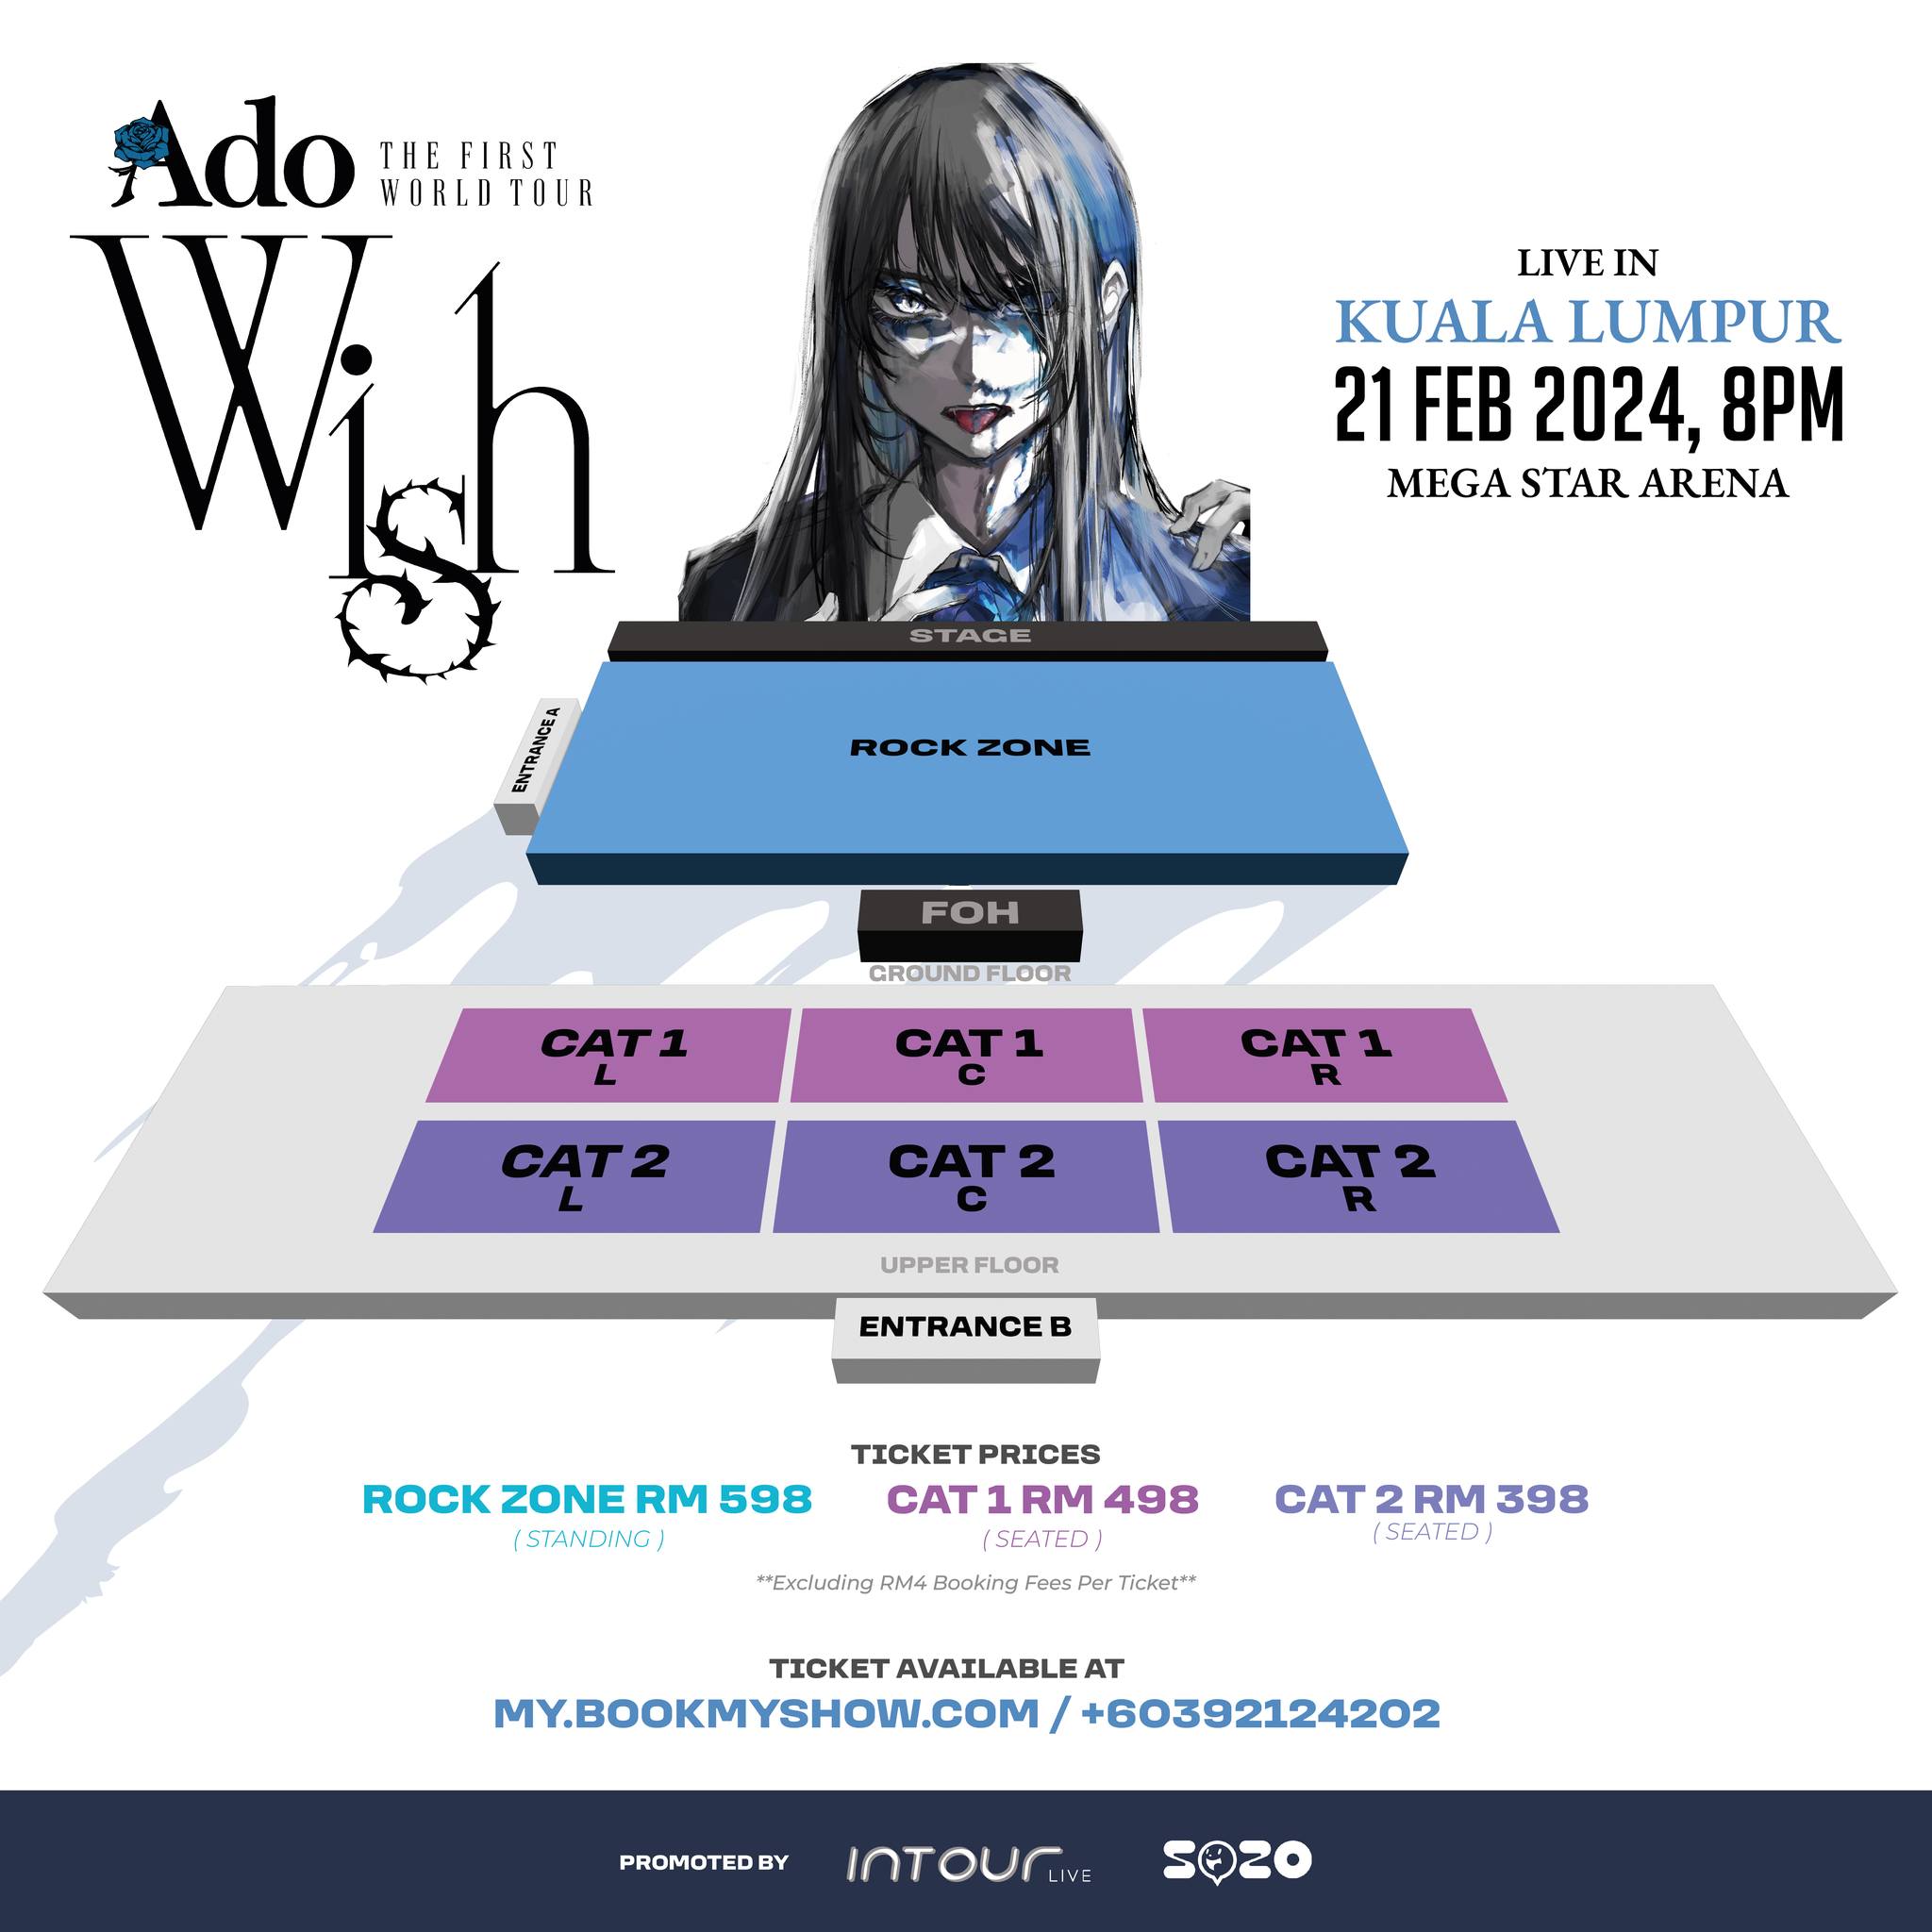 Ado THE FIRST
WORLD TOUR
Wish
LIVE IN
KUALA LUMPUR
21 FEB 2024, 8PM
MEGA STAR ARENA
STAGE
ENTRANCE A
ROCK ZONE
FOH
GROUND FLOOR
CAT 1 CAT 1 CAT 1
L C R
CAT 2 CAT 2 CAT 2
L C R
UPPER FLOOR
ENTRANCE B
TICKET PRICES
ROCK ZONE RM 598 CAT 1 RM 498 CAT 2 RM 398
( STANDING ) ( SEATED ) ( SEATED )
**Excluding RM4 Booking Fees Per Ticket**
TICKET AVAILABLE AT
MY.BOOKMYSHOW.COM / +60392124202
PROMOTED BY INTOUR LIVE SOZO